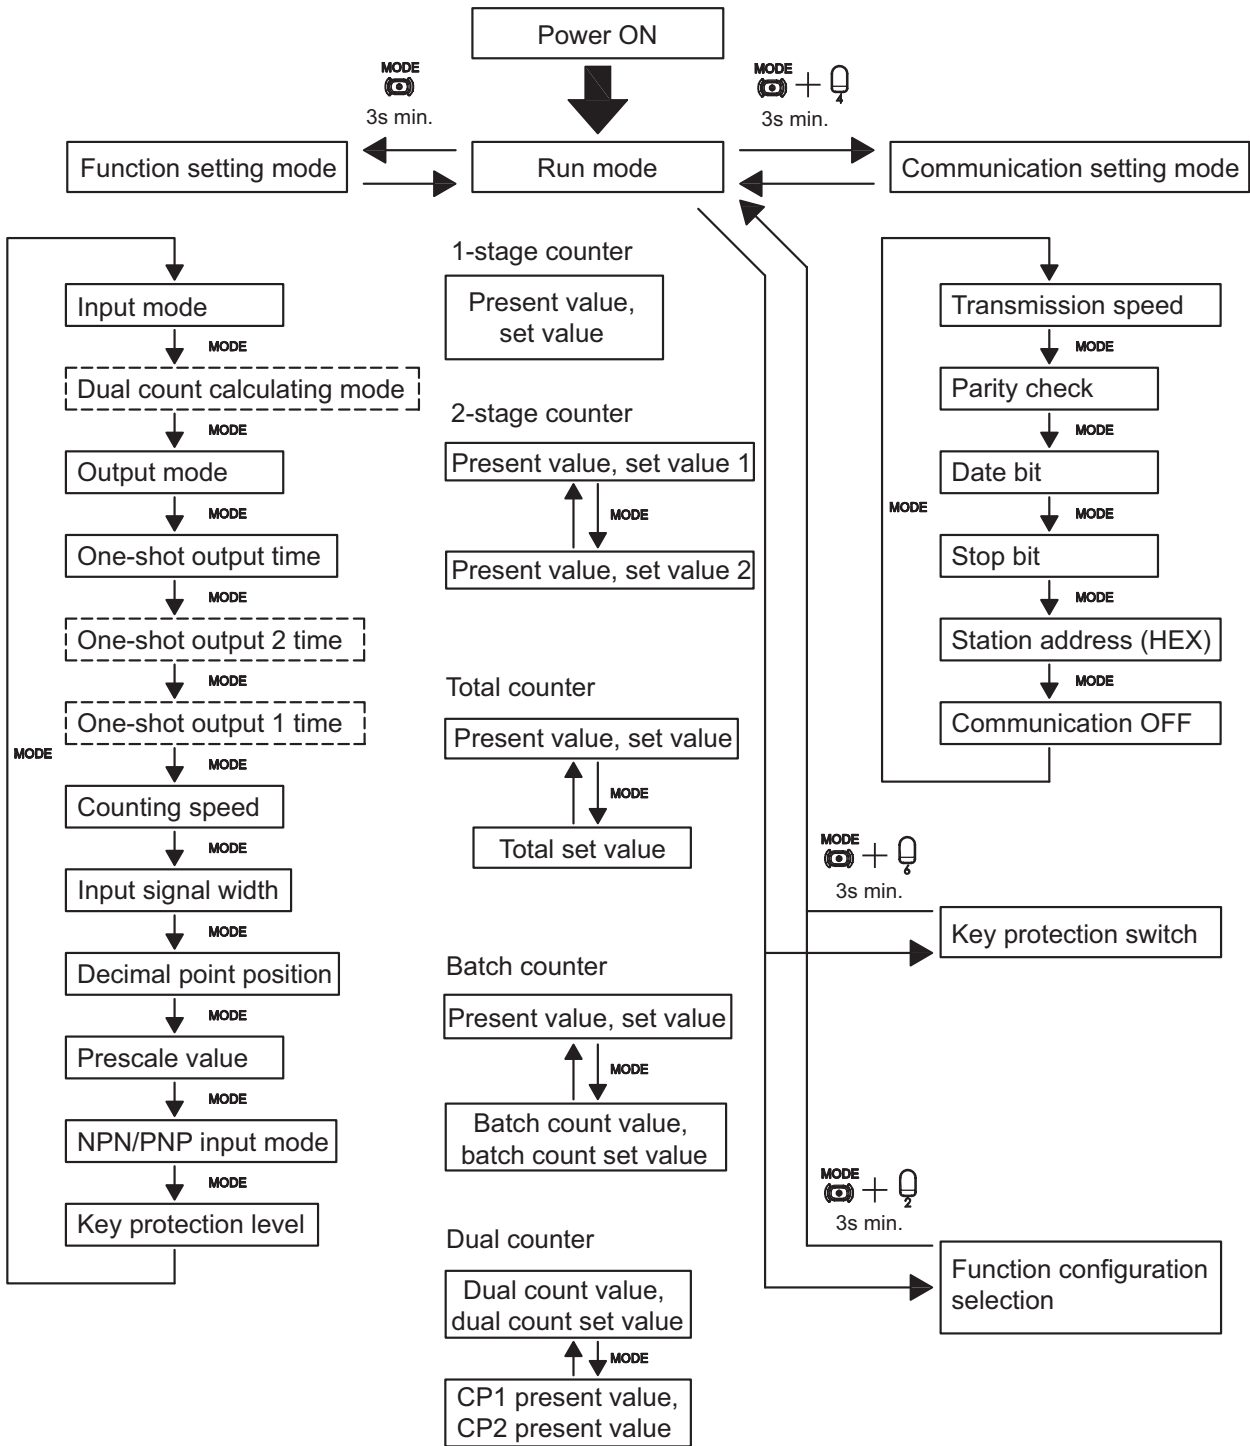 Power ON
MODE
3s min.
MODE
4
3s min.
Function setting mode
Run mode
Communication setting mode
Input mode
MODE
Dual count calculating mode
MODE
Output mode
MODE
One-shot output time
MODE
One-shot output 2 time
MODE
One-shot output 1 time
MODE
MODE
Counting speed
MODE
Input signal width
MODE
Decimal point position
MODE
Prescale value
MODE
NPN/PNP input mode
MODE
Key protection level
1-stage counter
Present value,
set value
2-stage counter
Present value, set value 1
MODE
Present value, set value 2
Total counter
Present value, set value
MODE
Total set value
Batch counter
Present value, set value
MODE
Batch count value,
batch count set value
Dual counter
Dual count value,
dual count set value
MODE
CP1 present value,
CP2 present value
Transmission speed
MODE
Parity check
MODE
Date bit
MODE
MODE
Stop bit
MODE
Station address (HEX)
MODE
Communication OFF
MODE
6
3s min.
Key protection switch
MODE
2
3s min.
Function configuration
selection